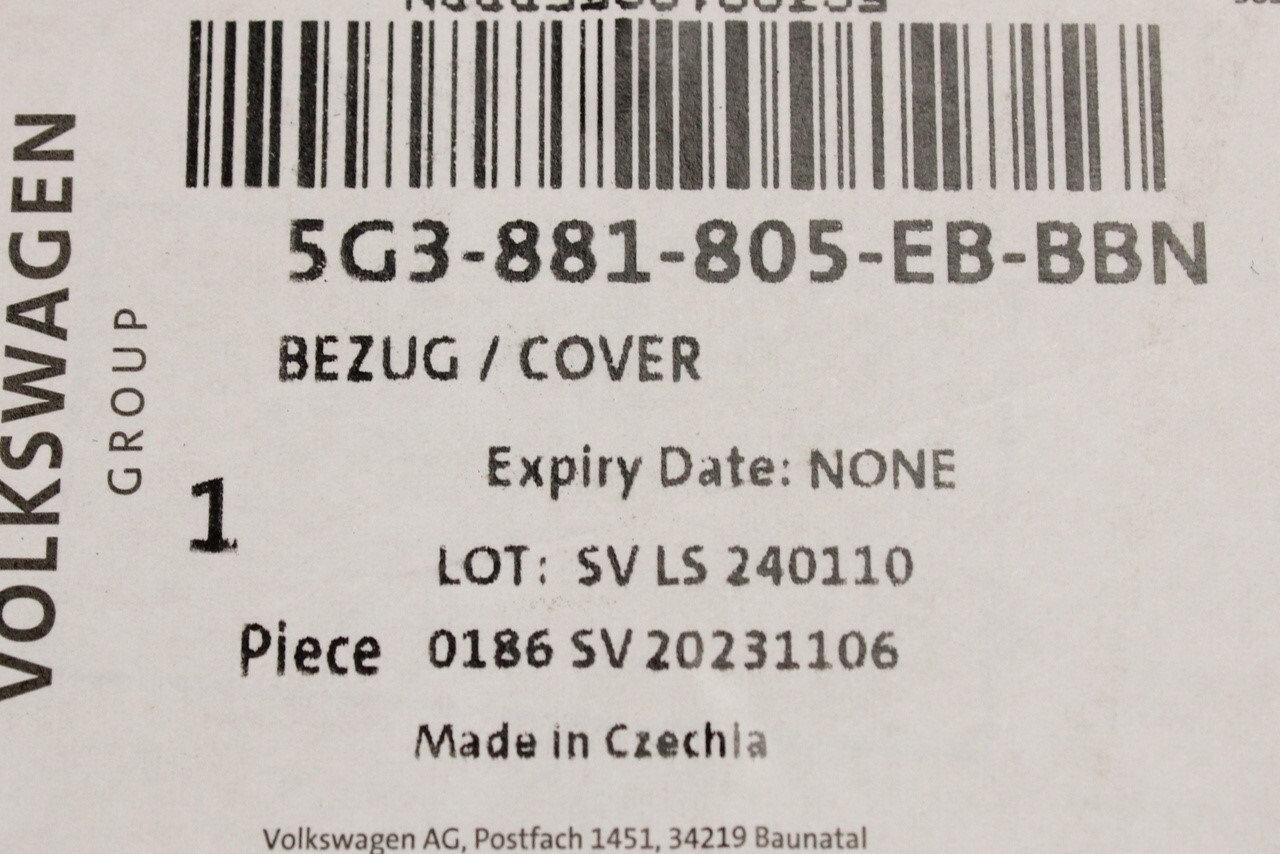 5G3-881-805-EB-BBN
BEZUG / COVER
Expiry Date: NONE
1
LOT: SV LS 240110
Piece 0186 SV 20231106
Made in Czechia
Volkswagen AG, Postfach 1451, 34219 Baunatal
VOLKSWAGEN
GROUP